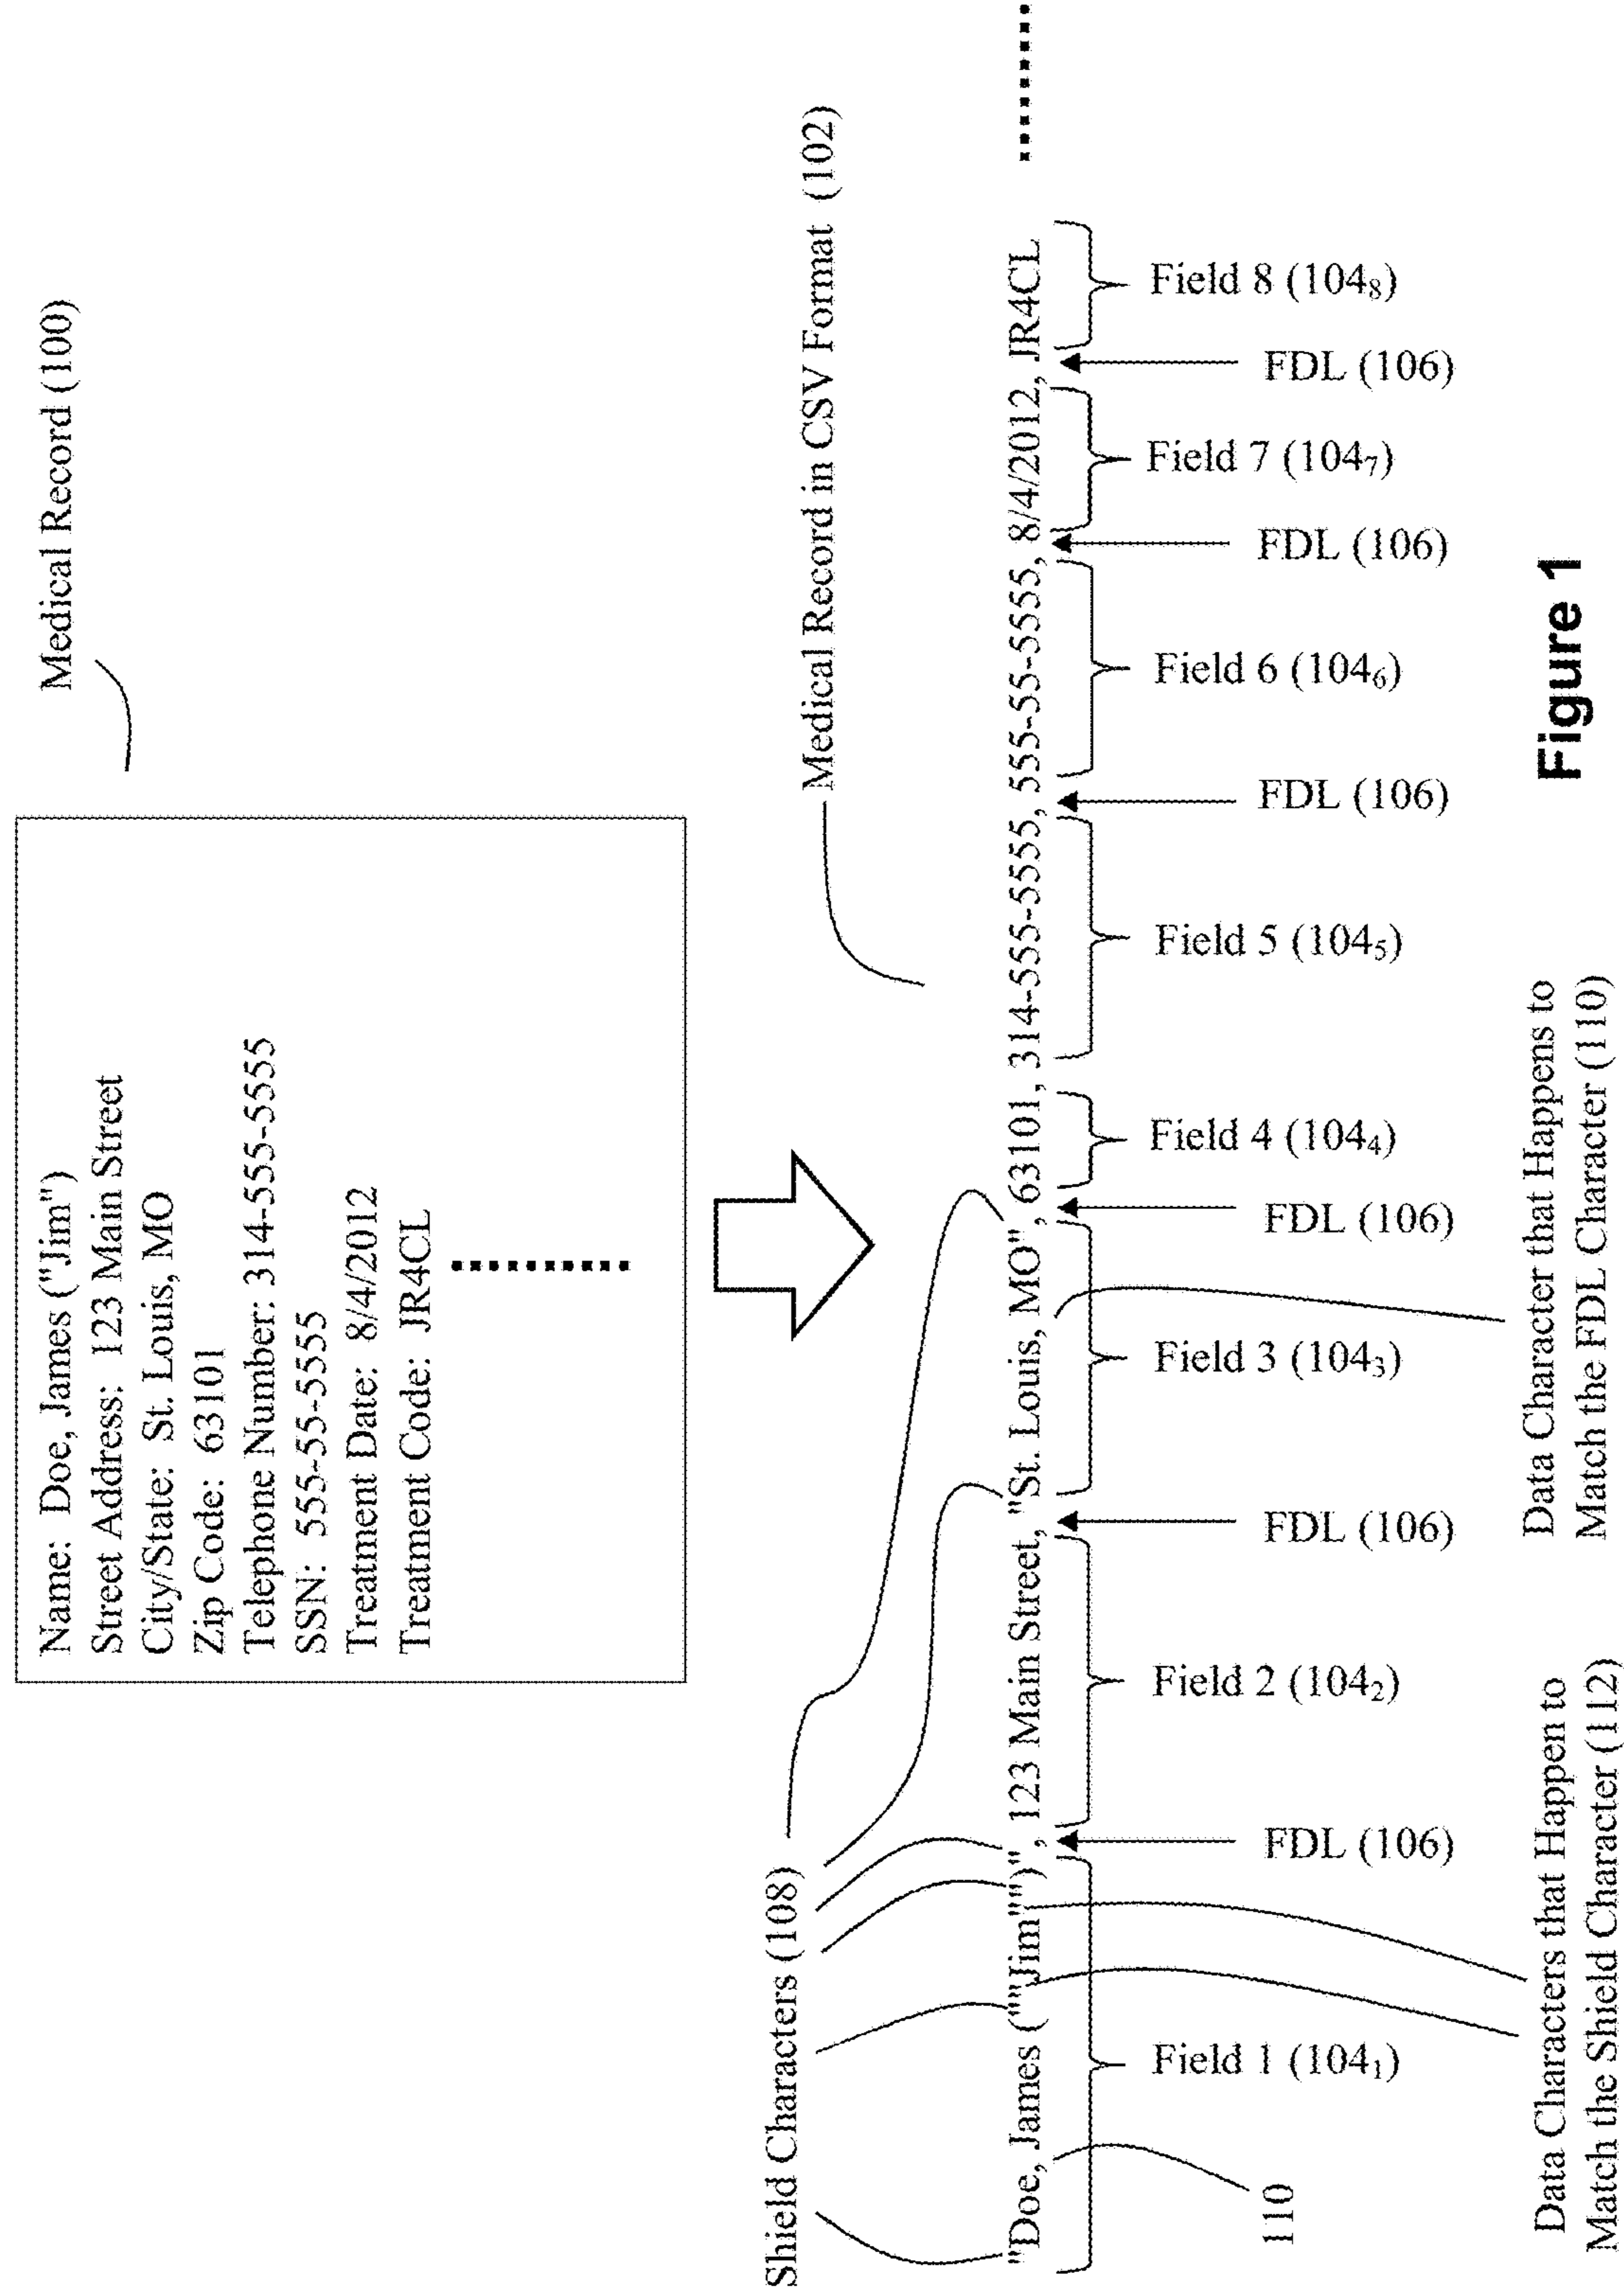 Medical Record (100)
Name: Doe, James ("Jim")
Street Address: 123 Main Street
City/State: St. Louis, MO
Zip Code: 63101
Telephone Number: 314-555-5555
SSN: 555-55-5555
Treatment Date: 8/4/2012
Treatment Code: JR4CL
Shield Characters (108)
Medical Record in CSV Format (102)
"Doe, James (""Jim"")", 123 Main Street, "St. Louis, MO", 63101, 314-555-5555, 555-55-5555, 8/4/2012, JR4CL
Field 1 (104₁)
Field 2 (104₂)
Field 3 (104₃)
Field 4 (104₄)
Field 5 (104₅)
Field 6 (104₆)
Field 7 (104₇)
Field 8 (104₈)
110
FDL (106)
FDL (106)
FDL (106)
FDL (106)
FDL (106)
FDL (106)
Data Characters that Happen to
Match the Shield Character (112)
Data Character that Happens to
Match the FDL Character (110)
Figure 1